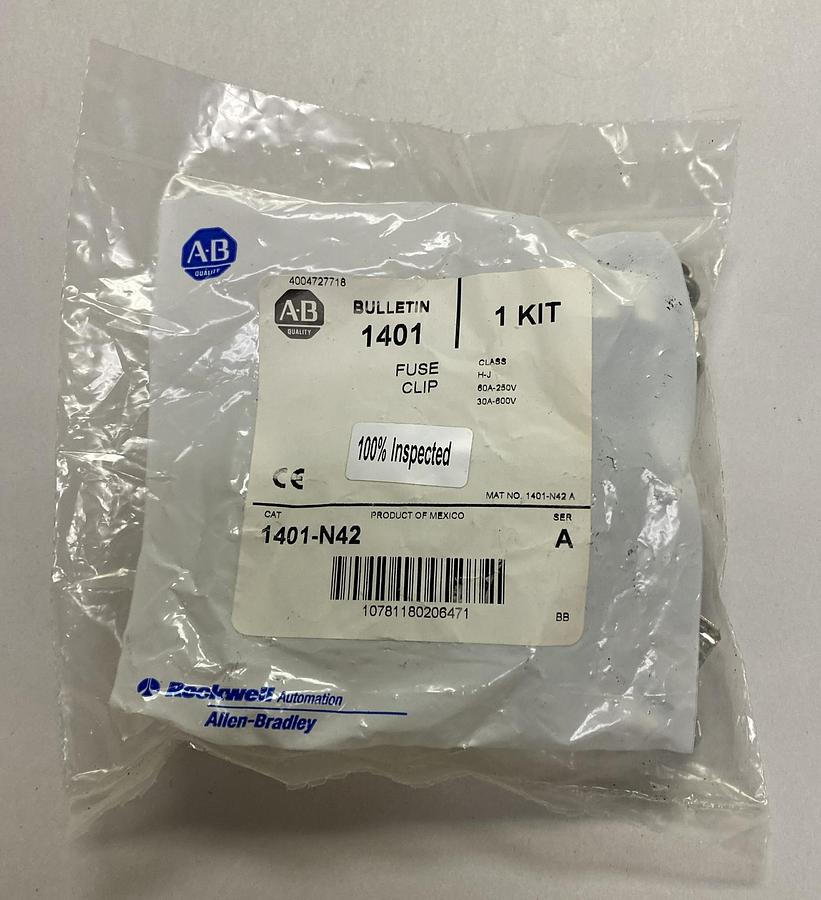 A-B
QUALITY
4004727718
A-B
QUALITY
BULLETIN
1401
1 KIT
FUSE
CLIP
CLASS
H-J
60A-250V
30A-600V
100% Inspected
CE
MAT NO. 1401-N42 A
CAT
PRODUCT OF MEXICO
SER
1401-N42
A
10781180206471
BB
Rockwell Automation
Allen-Bradley